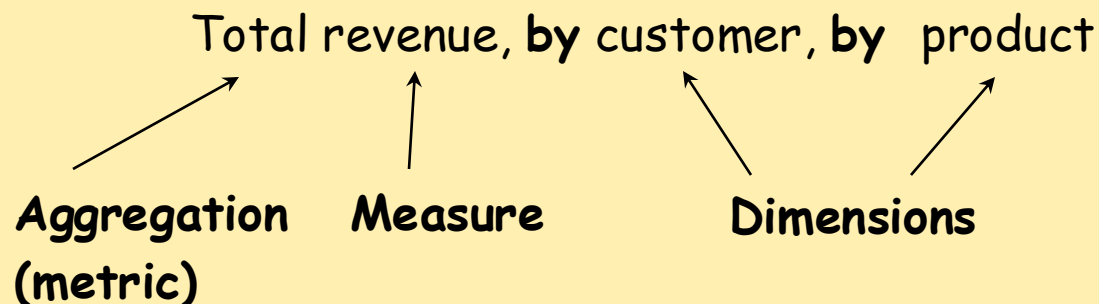 Total revenue, by customer, by product
Aggregation Measure Dimensions
(metric)